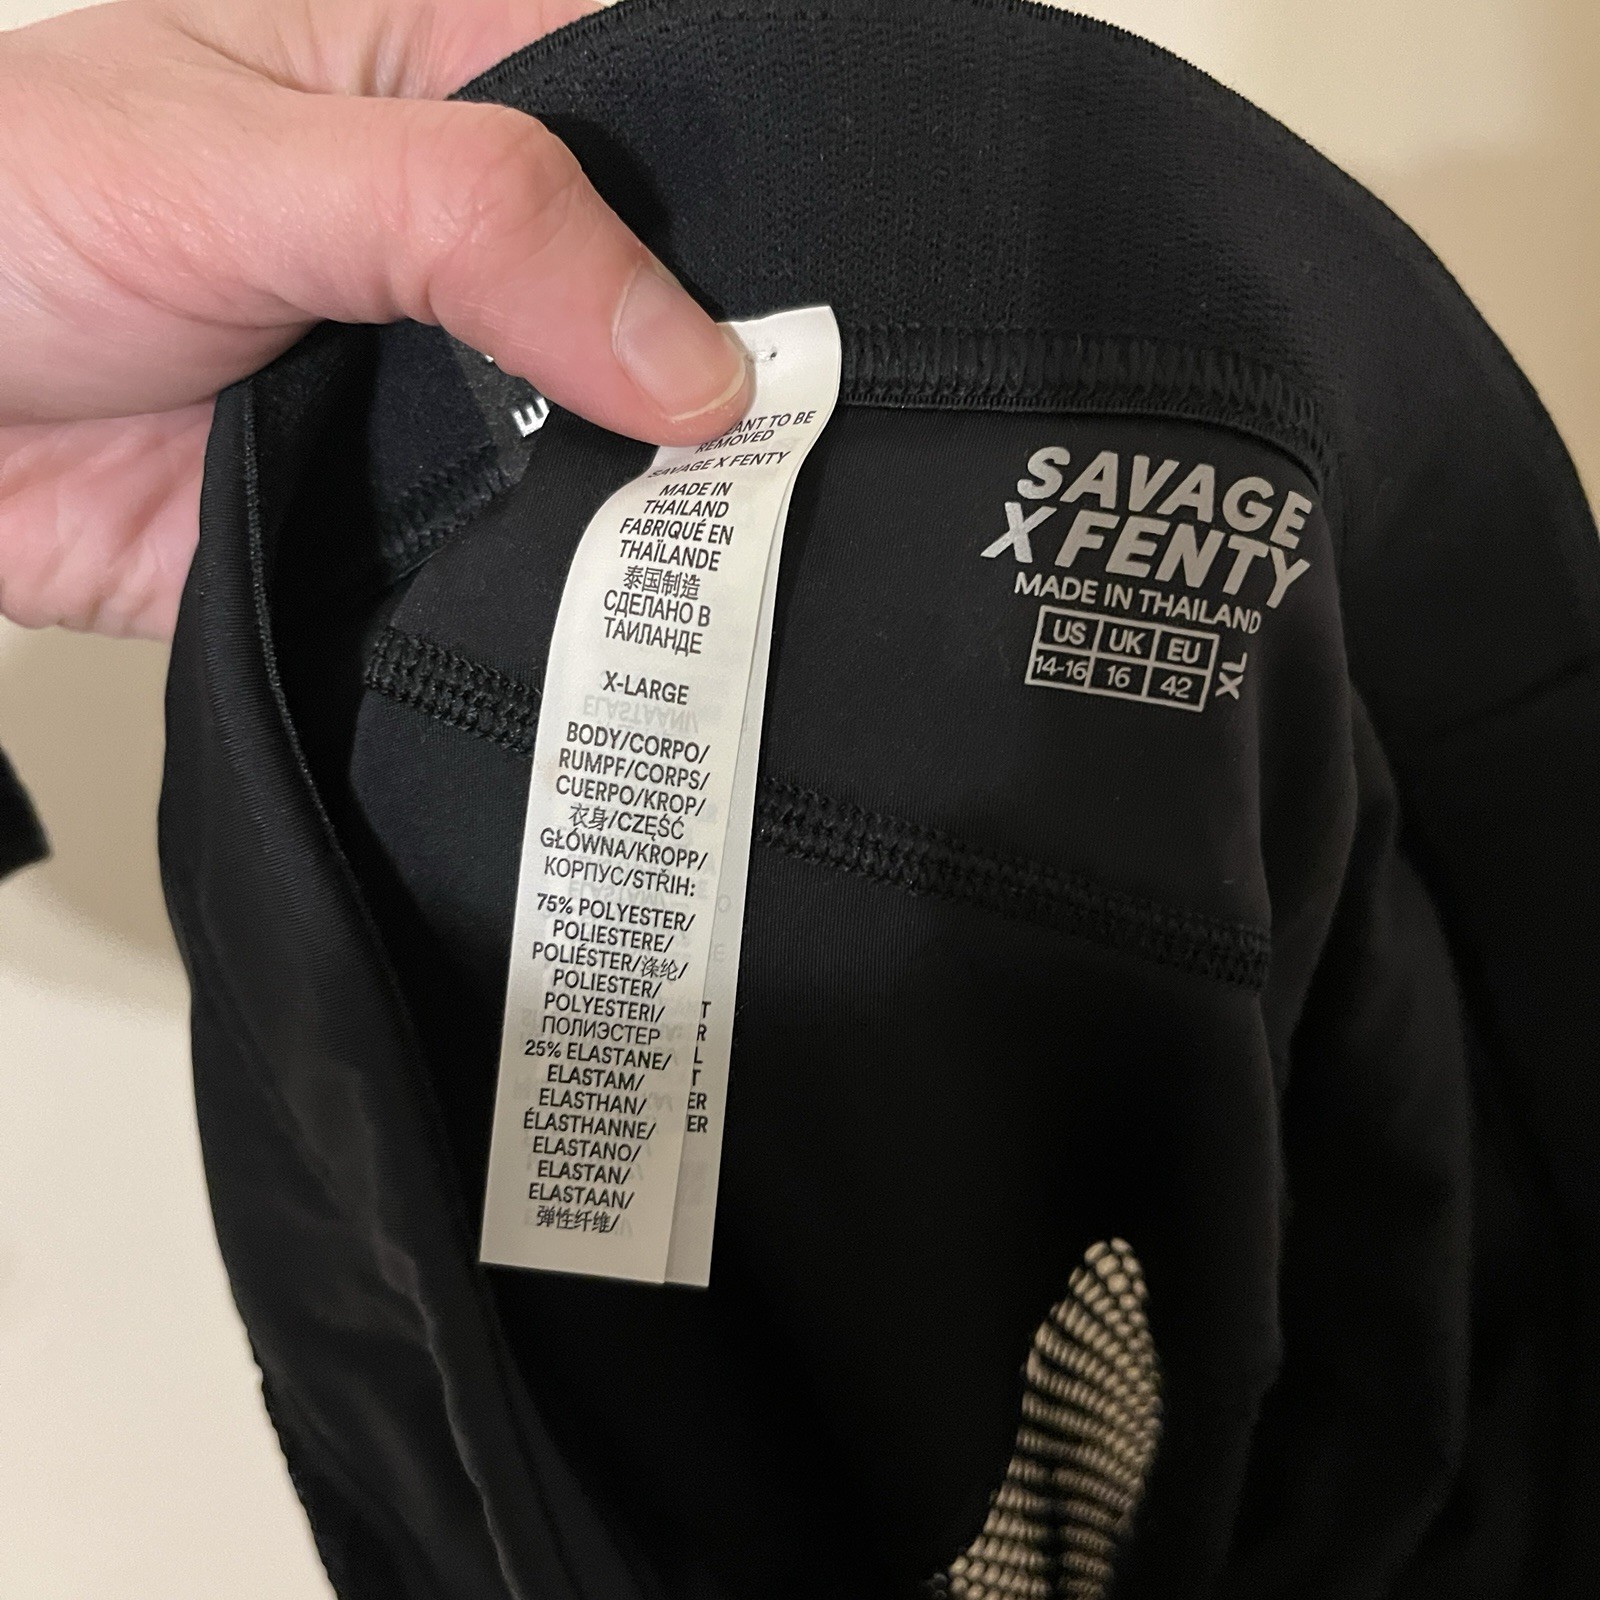 TO BE
REMOVED
SAVAGE X FENTY
MADE IN
THAILAND
FABRIQUÉ EN
THAÏLANDE
泰国制造
СДЕЛАНО В
ТАИЛАНДЕ
X-LARGE
BODY/CORPO/
RUMPF/CORPS/
CUERPO/KROP/
衣身/CZĘŚĆ
GŁÓWNA/KROPP/
КОРПУС/STŘIH:
75% POLYESTER/
POLIESTERE/
POLIÉSTER/涤纶/
POLIESTER/
POLYESTERI/
ПОЛИЭСТЕР
25% ELASTANE/
ELASTAM/
ELASTHAN/
ÉLASTHANNE/
ELASTANO/
ELASTAN/
ELASTAAN/
弹性纤维/
SAVAGE
X FENTY
MADE IN THAILAND
US UK EU
14-16 16 42
XL